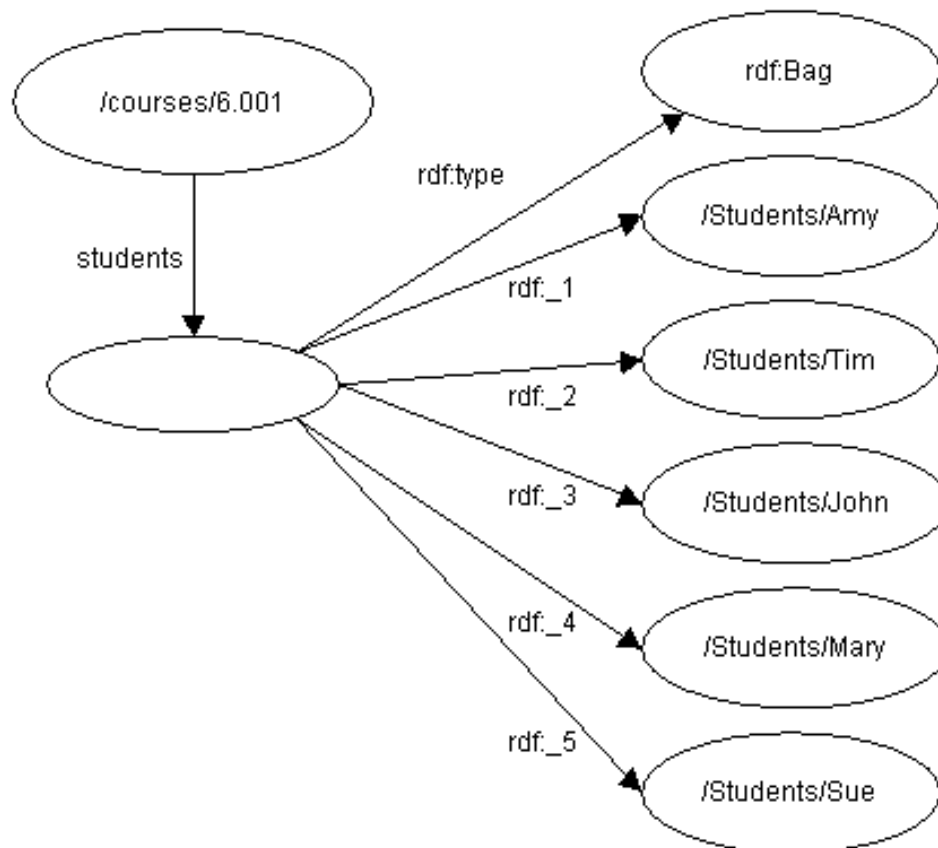 rdf:Bag
/courses/6.001
rdf:type
/Students/Amy
students
rdf:_1
/Students/Tim
rdf:_2
rdf:_3
/Students/John
rdf:_4
/Students/Mary
rdf:_5
/Students/Sue